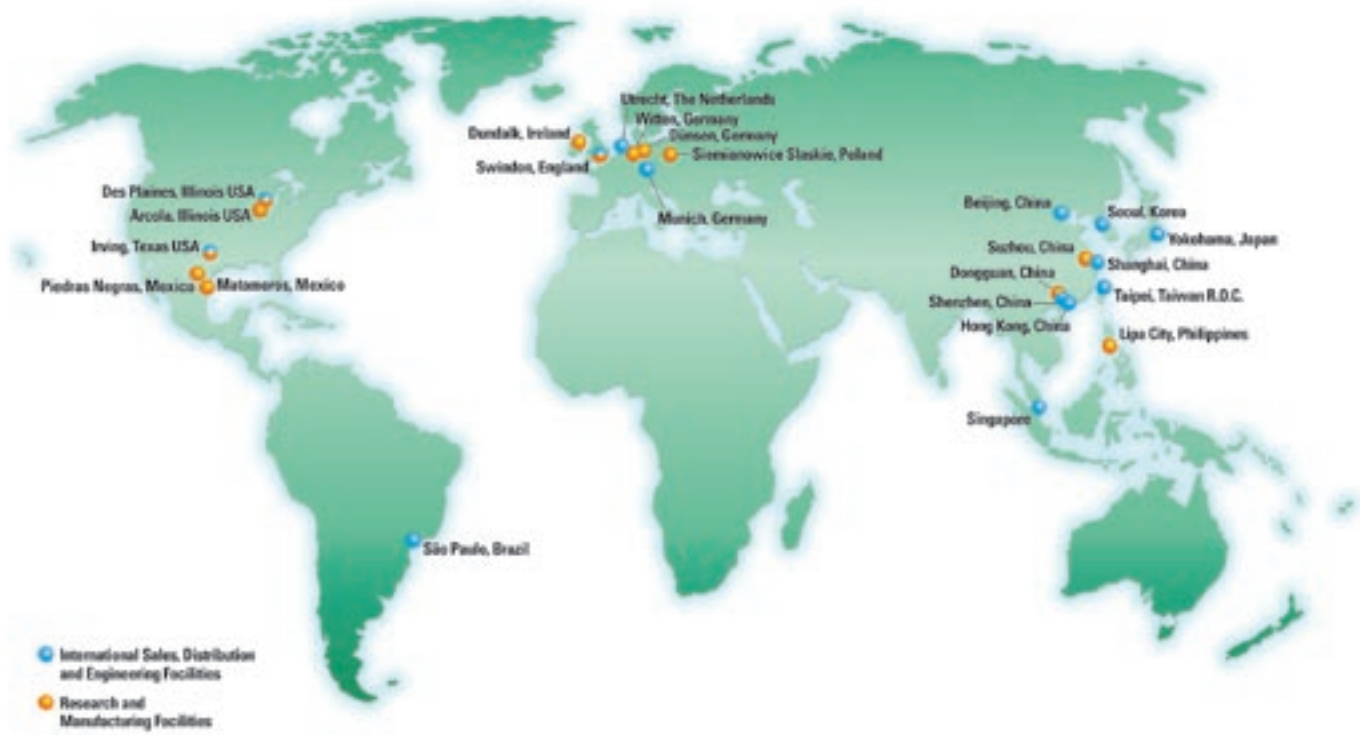 Utrecht, The Netherlands
Witten, Germany
Dundalk, Ireland
Dünsen, Germany
Siemianowice Slaskie, Poland
Swindon, England
Munich, Germany
Des Plaines, Illinois USA
Arcola, Illinois USA
Irving, Texas USA
Piedras Negras, Mexico
Matamoros, Mexico
Beijing, China
Seoul, Korea
Yokohama, Japan
Suzhou, China
Shanghai, China
Dongguan, China
Taipei, Taiwan R.O.C.
Shenzhen, China
Hong Kong, China
Lipa City, Philippines
Singapore
São Paulo, Brazil
International Sales, Distribution
and Engineering Facilities
Research and
Manufacturing Facilities